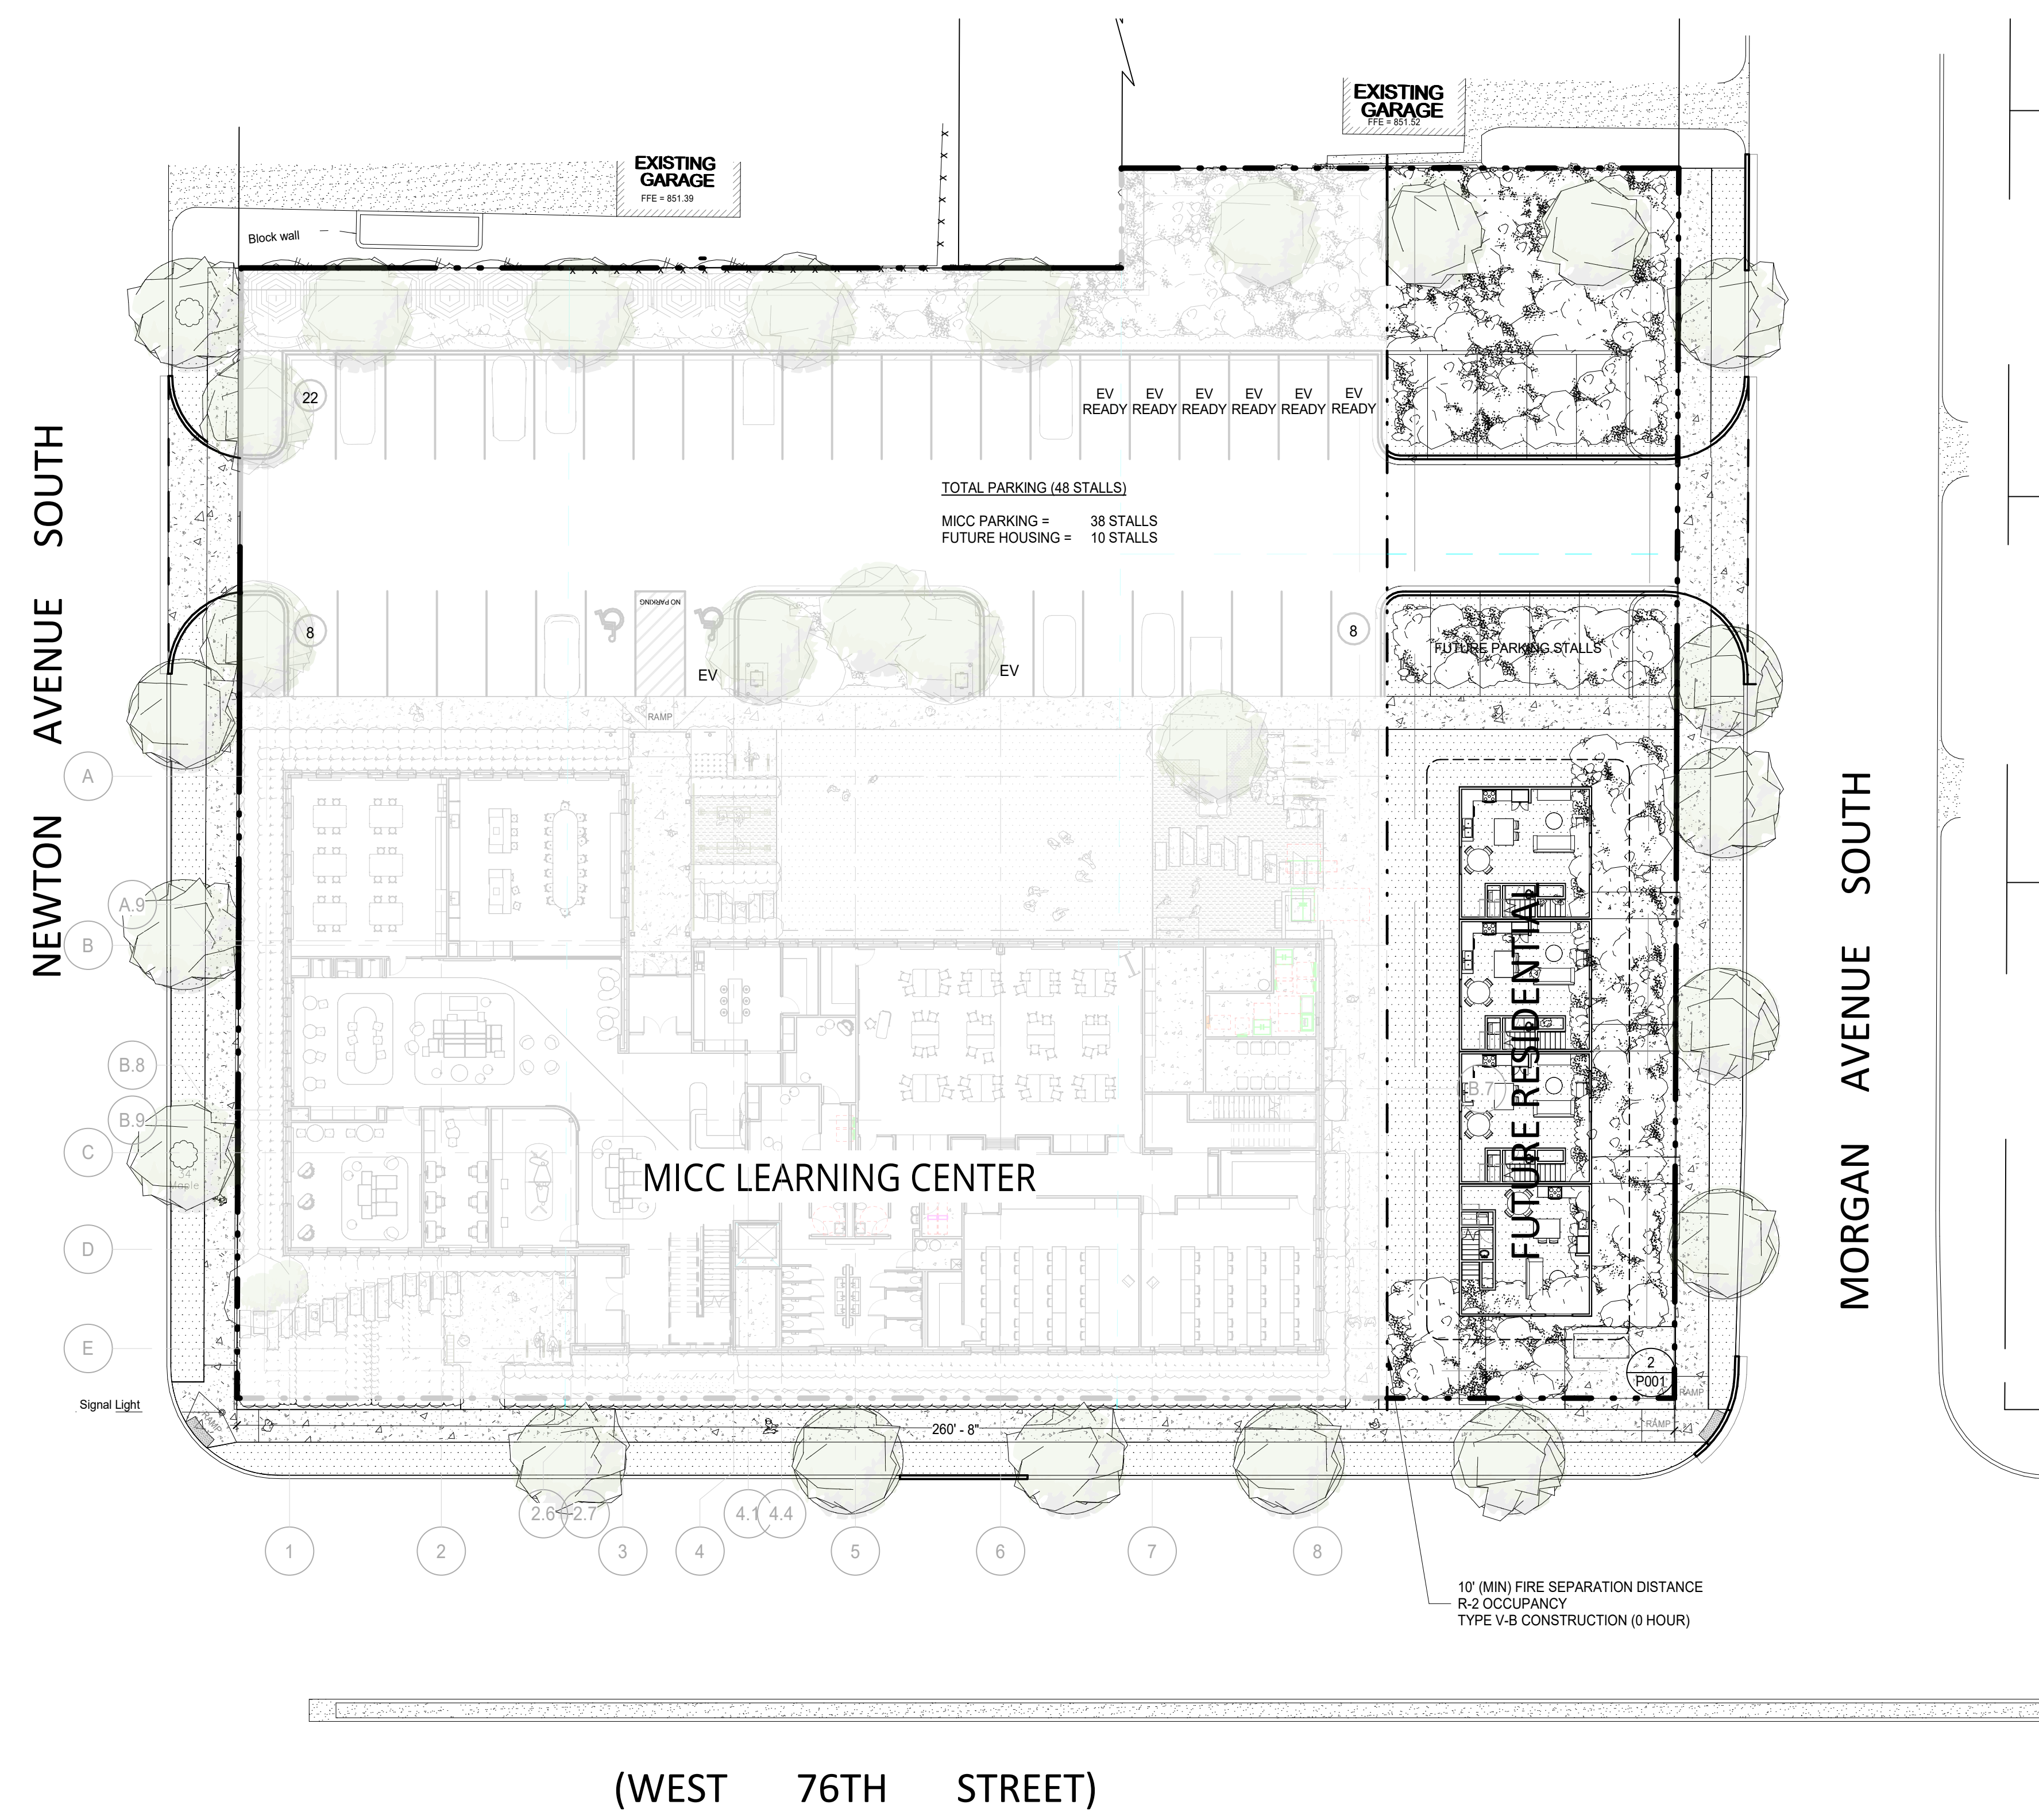 EXISTING
GARAGE
FFE = 851.52
EXISTING
GARAGE
FFE = 851.39
Block wall
22
EV
READY
EV
READY
EV
READY
EV
READY
EV
READY
EV
READY
TOTAL PARKING (48 STALLS)
MICC PARKING = 38 STALLS
FUTURE HOUSING = 10 STALLS
NEWTON AVENUE SOUTH
MORGAN AVENUE SOUTH
8
NO PARKING
8
EV
EV
FUTURE PARKING STALLS
RAMP
A
A.9
B
B.8
B.9
C
D
E
B.7
Maple
MICC LEARNING CENTER
FUTURE RESIDENTIAL
2
P001
RAMP
RAMP
RAMP
Signal Light
260' - 8"
2.6
2.7
4.1
4.4
1
2
3
4
5
6
7
8
10' (MIN) FIRE SEPARATION DISTANCE
R-2 OCCUPANCY
TYPE V-B CONSTRUCTION (0 HOUR)
(WEST 76TH STREET)